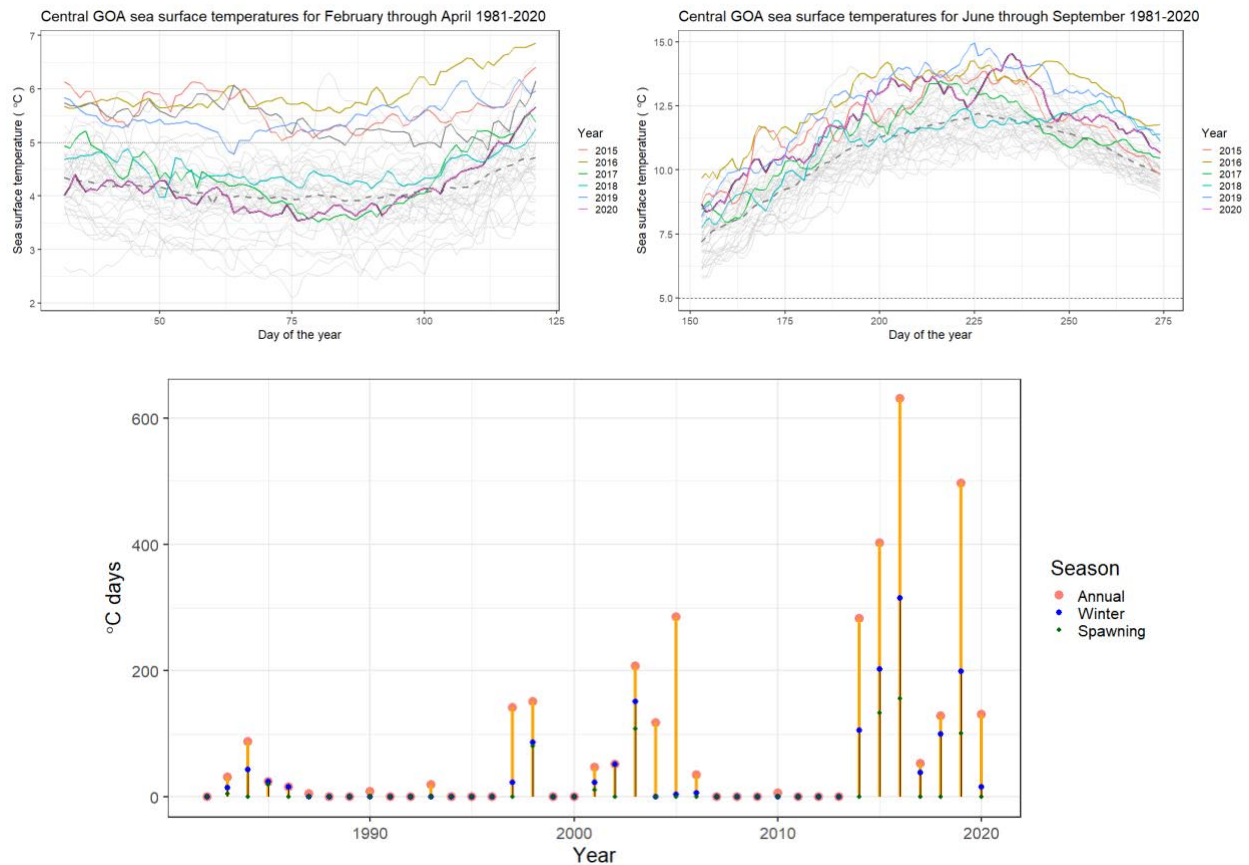 Central GOA sea surface temperatures for February through April 1981-2020
7
6
5
4
3
2
Sea surface temperature ( °C )
50
75
100
125
Day of the year
Year
2015
2016
2017
2018
2019
2020
Central GOA sea surface temperatures for June through September 1981-2020
15.0
12.5
10.0
7.5
5.0
Sea surface temperature ( °C )
150
175
200
225
250
275
Day of the year
Year
2015
2016
2017
2018
2019
2020
600
400
200
0
°C days
1990
2000
2010
2020
Year
Season
Annual
Winter
Spawning